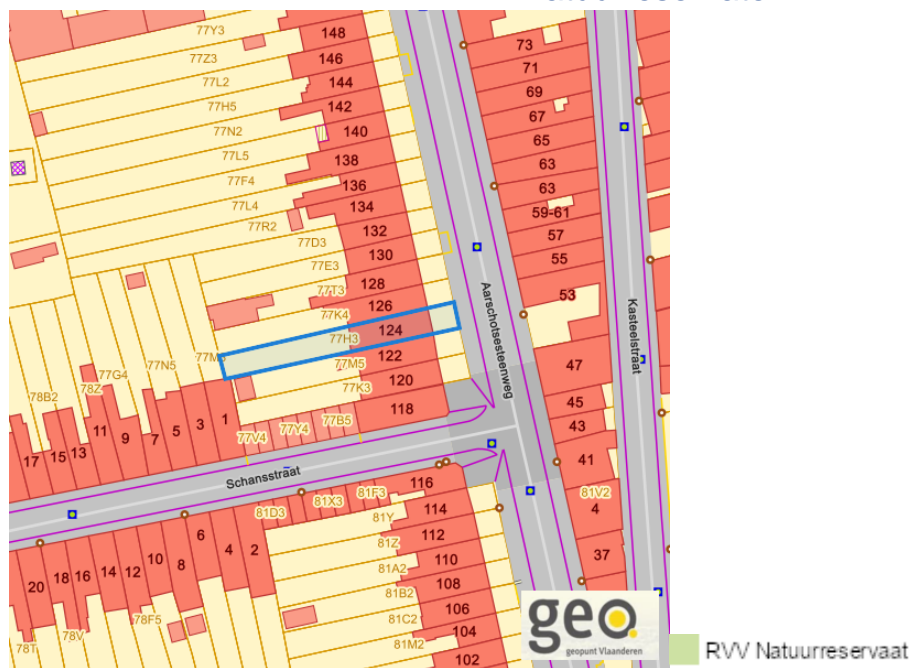 77Y3
148
77Z3
146
77L2
144
77H5
142
77N2
140
77L5
138
77F4
136
77L4
134
77R2
132
77D3
130
77E3
128
77T3
126
77K4
124
77H3
122
77M5
120
77K3
118
73
71
69
67
65
63
63
59-61
57
55
53
47
45
43
41
81V2
4
37
Aarschotsesteenweg
Kasteelstraat
78B2
78Z
77G4
77N5
17
15
13
11
9
7
5
3
1
77V4
77Y4
77B5
Schansstraat
20
18
16
14
12
10
8
6
4
2
78T
78V
78F5
81D3
81X3
81F3
116
81Y
114
81Z
112
81A2
110
81B2
108
81C2
106
81M2
104
102
geo.
geopunt Vlaanderen
RVV Natuurreservaat